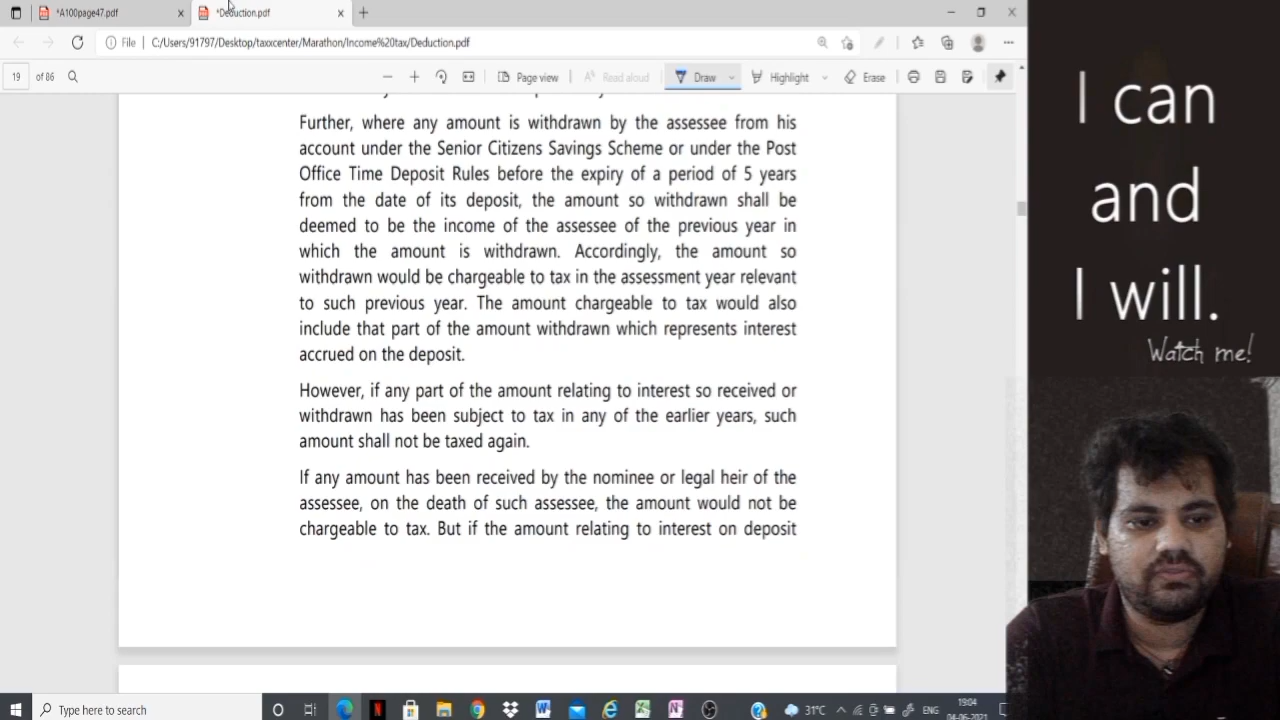 *A100page47.pdf
*Deduction.pdf
File
C:/Users/91797/Desktop/taxxcenter/Marathon/Income%20tax/Deduction.pdf
19 of 86
Page view
Read aloud
Draw
Highlight
Erase
Further, where any amount is withdrawn by the assessee from his
account under the Senior Citizens Savings Scheme or under the Post
Office Time Deposit Rules before the expiry of a period of 5 years
from the date of its deposit, the amount so withdrawn shall be
deemed to be the income of the assessee of the previous year in
which the amount is withdrawn. Accordingly, the amount so
withdrawn would be chargeable to tax in the assessment year relevant
to such previous year. The amount chargeable to tax would also
include that part of the amount withdrawn which represents interest
accrued on the deposit.
However, if any part of the amount relating to interest so received or
withdrawn has been subject to tax in any of the earlier years, such
amount shall not be taxed again.
If any amount has been received by the nominee or legal heir of the
assessee, on the death of such assessee, the amount would not be
chargeable to tax. But if the amount relating to interest on deposit
I can
and
I will.
Watch me!
Type here to search
31°C
ENG
19:04
04-06-2021